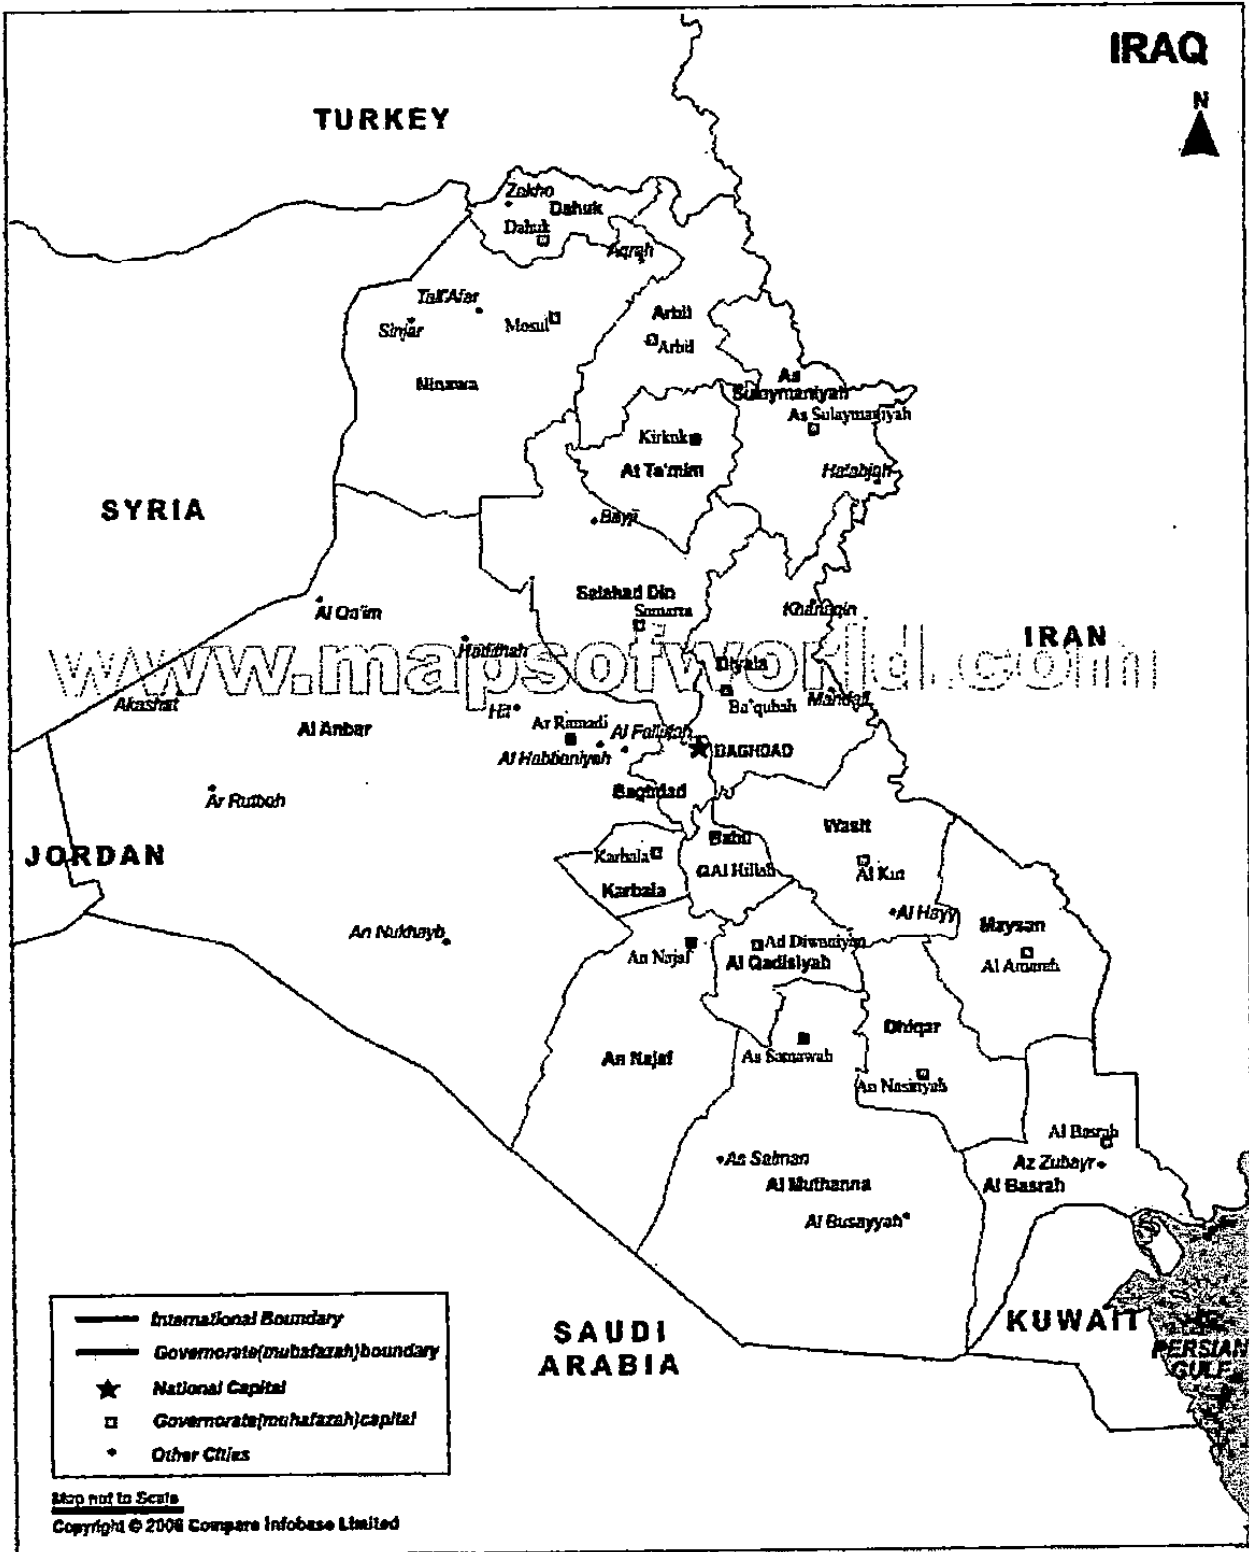 IRAQ
N
TURKEY
Zakho
Dahuk
Dahuk
Aqrah
Tall'Afar
Sinjar
Mosul
Arbil
Arbil
Ninawa
As
Sulaymaniyah
As Sulaymaniyah
Kirkuk
At Ta'mim
Halabjah
SYRIA
Bayji
Salahad Din
Samarra
Khanaqin
Al Qa'im
IRAN
Hadithah
www.mapsofworld.com
Diyala
Akashat
Ba'qubah
Mandali
Hit
Ar Ramadi
Al Fallujah
Al Anbar
Al Habbaniyah
BAGHDAD
Ar Rutbah
Baghdad
Wasit
Babil
JORDAN
Karbala
Al Hillah
Al Kut
Karbala
Al Hayy
Maysan
An Nukhayb
An Najaf
Ad Diwaniyah
Al Qadisiyah
Al Amarah
Dhiqar
An Najaf
As Samawah
An Nasiriyah
Al Basrah
As Salman
Az Zubayr
Al Muthanna
Al Basrah
Al Busayyah
KUWAIT
SAUDI
ARABIA
PERSIAN
GULF
International Boundary
Governorate(muhafazah)boundary
National Capital
Governorate(muhafazah)capital
Other Cities
Map not to Scale
Copyright © 2006 Compare Infobase Limited